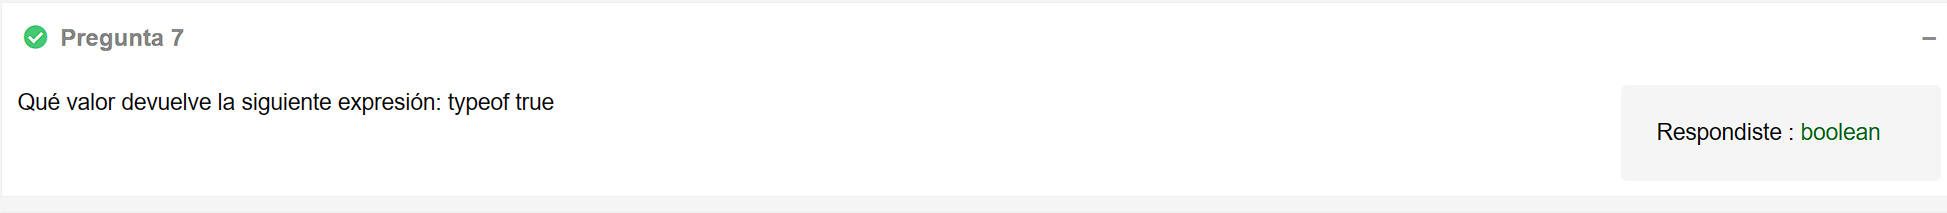 Pregunta 7
Qué valor devuelve la siguiente expresión: typeof true
Respondiste : boolean